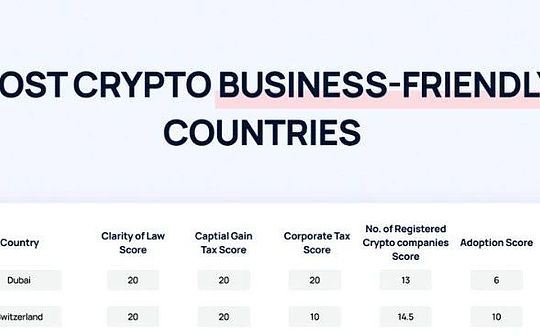 OST CRYPTO BUSINESS-FRIENDLY
COUNTRIES
Country Clarity of Law Score Captial Gain Tax Score Corporate Tax Score No. of Registered Crypto companies Score Adoption Score
Dubai 20 20 20 13 6
witzerland 20 20 10 14.5 10